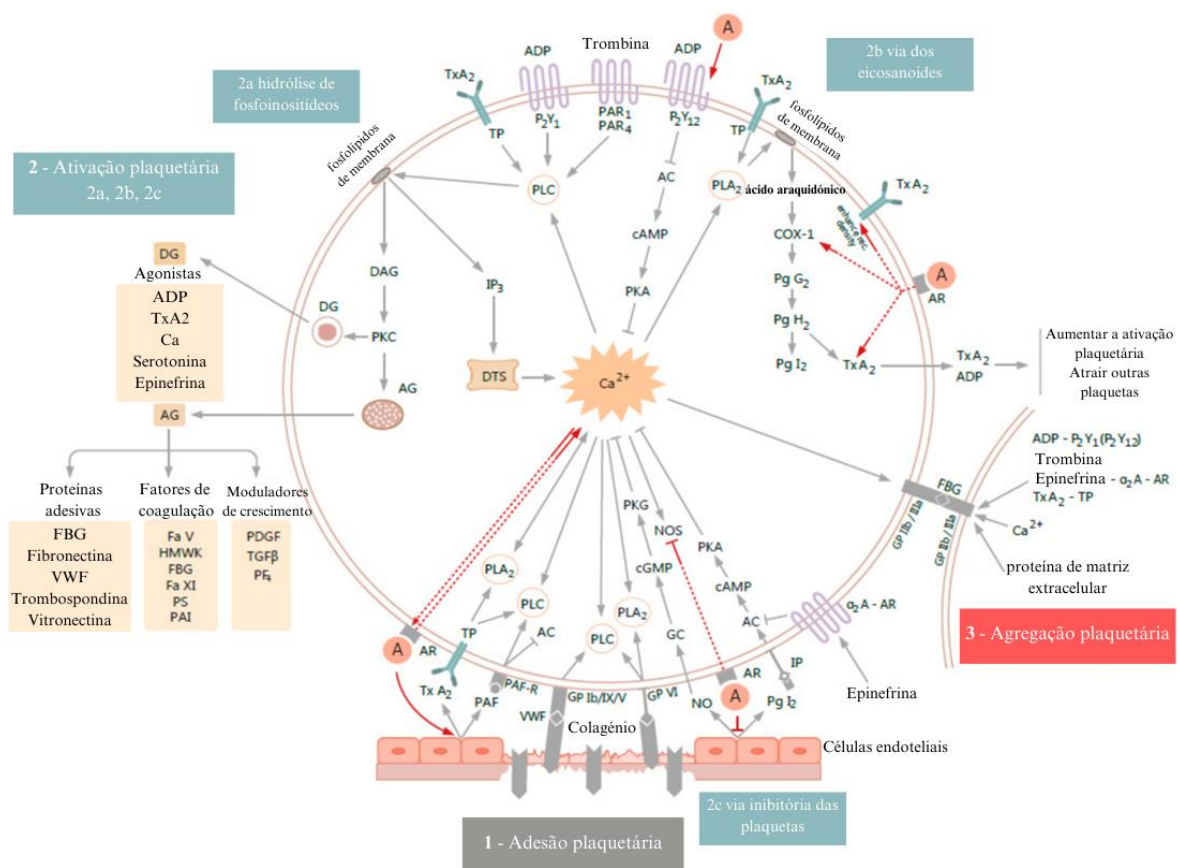 2a hidrólise de
fosfoinositídeos
TxA2
ADP
Trombina
ADP
A
TxA2
2b via dos
eicosanoides
TP
P2Y1
PAR1
PAR4
P2Y12
TP
fosfolípidos
de membrana
fosfolípidos
de membrana
2 - Ativação plaquetária
2a, 2b, 2c
PLC
AC
PLA2
ácido araquidónico
TxA2
enhance rec.
density
cAMP
COX-1
DG
Agonistas
ADP
TxA2
Ca
Serotonina
Epinefrina
DAG
IP3
PKA
Pg G2
A
AR
DG
PKC
Pg H2
Pg I2
TxA2
TxA2
ADP
Aumentar a ativação
plaquetária
Atrair outras
plaquetas
DTS
Ca2+
AG
AG
Proteínas
adesivas
FBG
Fibronectina
VWF
Trombospondina
Vitronectina
Fatores de
coagulação
Fa V
HMWK
FBG
Fa XI
PS
PAI
Moduladores
de crescimento
PDGF
TGFβ
PF4
ADP - P2Y1(P2Y12)
Trombina
Epinefrina - α2A - AR
TxA2 - TP
Ca2+
FBG
GP IIb / IIIa
GP IIb / IIIa
proteína de matriz
extracelular
3 - Agregação plaquetária
PKG
NOS
PKA
cGMP
cAMP
PLA2
PLC
AC
PLA2
PLC
GC
AC
α2A - AR
A
AR
TP
TxA2
PAF
PAF-R
VWF
GP Ib/IX/V
GP VI
Colagénio
NO
AR
A
IP
Pg I2
Epinefrina
Células endoteliais
2c via inibitória das
plaquetas
1 - Adesão plaquetária